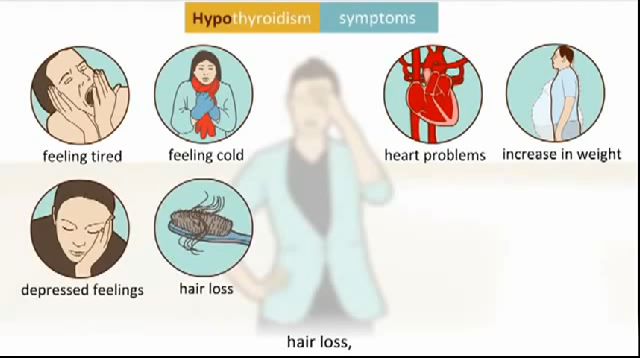 Hypothyroidism symptoms
feeling tired
feeling cold
heart problems
increase in weight
depressed feelings
hair loss
hair loss,